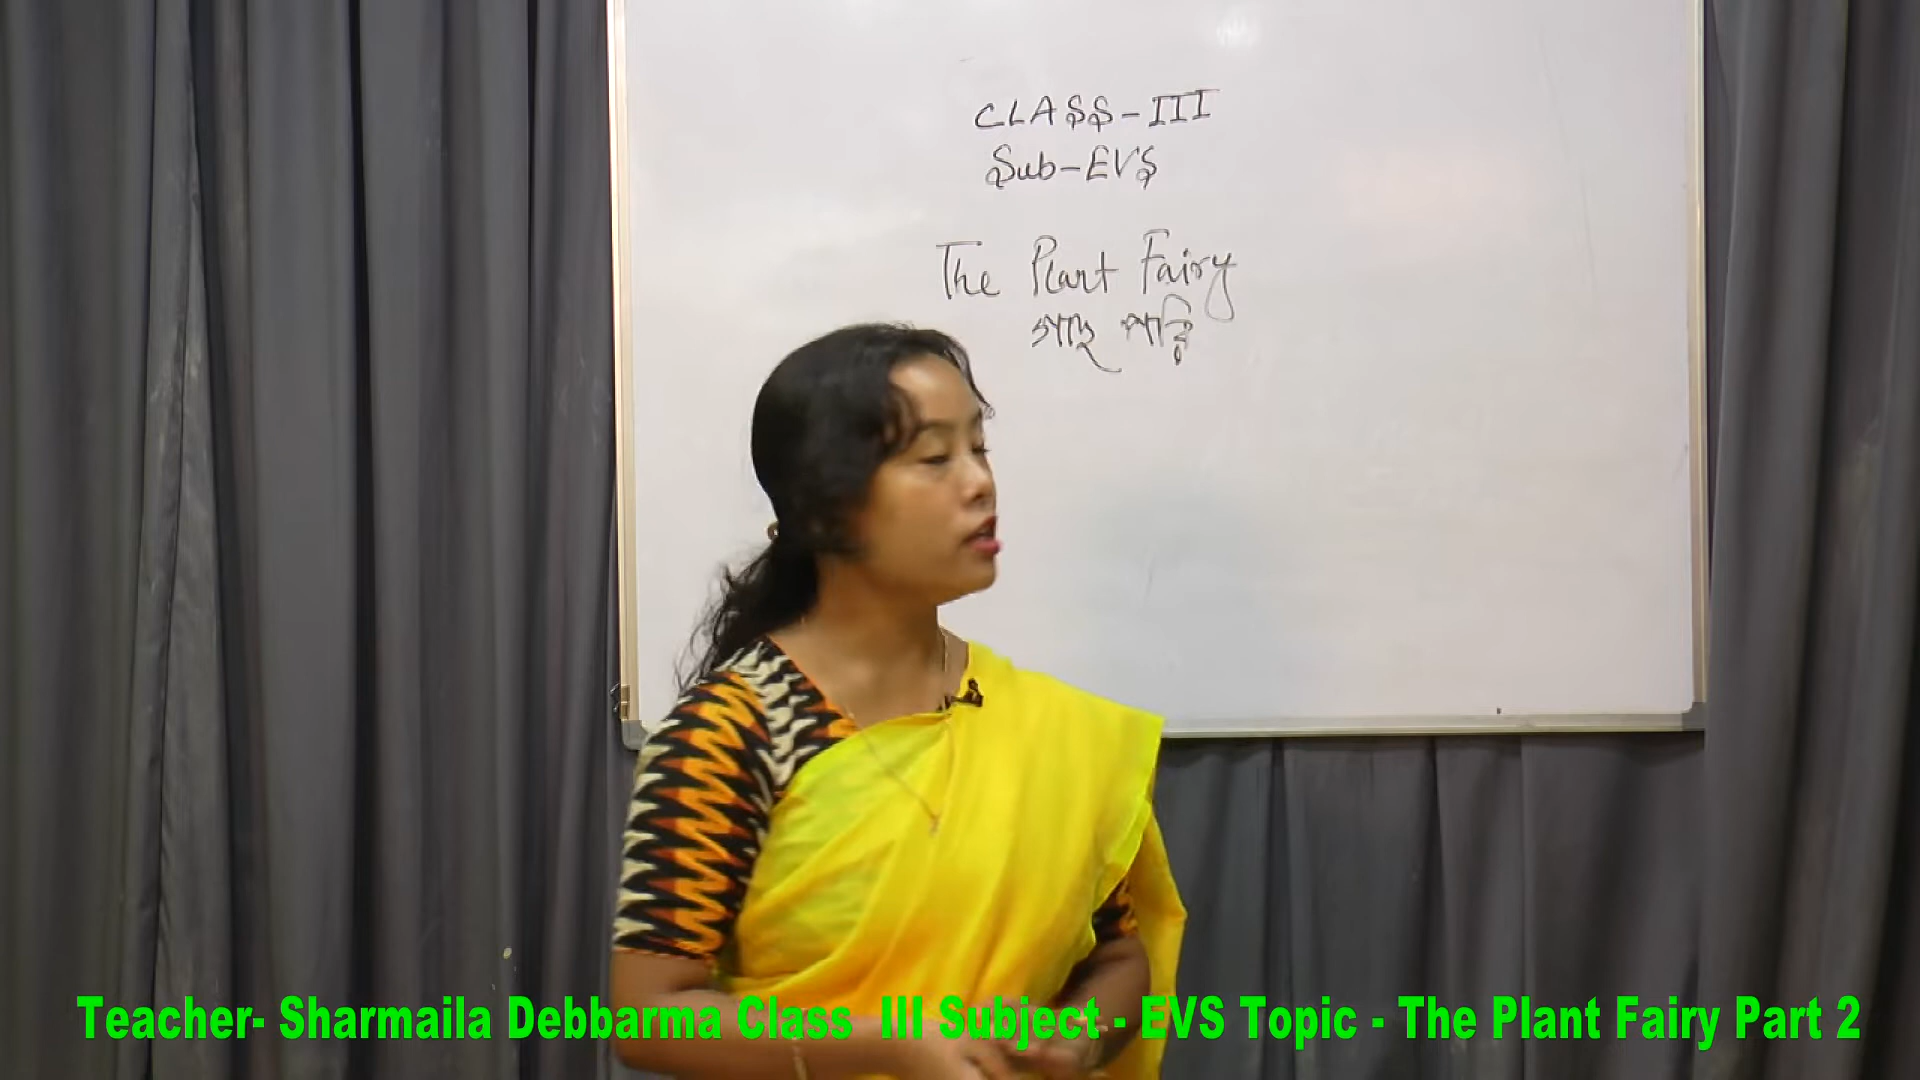 CLASS-III
Sub-EVS
The Plant Fairy
গাছ পরি
Teacher- Sharmaila Debbarma Class III Subject - EVS Topic - The Plant Fairy Part 2